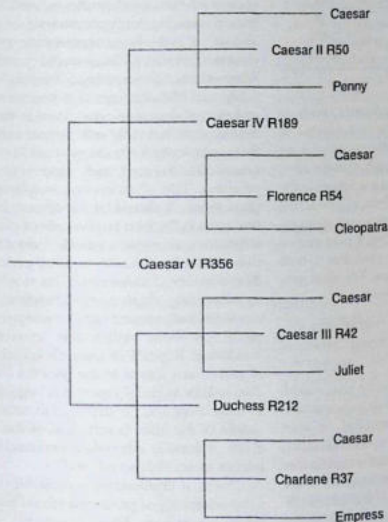 Caesar
Caesar II R50
Penny
Caesar IV R189
Caesar
Florence R54
Cleopatra
Caesar V R356
Caesar
Caesar III R42
Juliet
Duchess R212
Caesar
Charlene R37
Empress